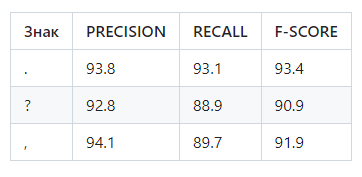 Знак PRECISION RECALL F-SCORE
. 93.8 93.1 93.4
? 92.8 88.9 90.9
, 94.1 89.7 91.9